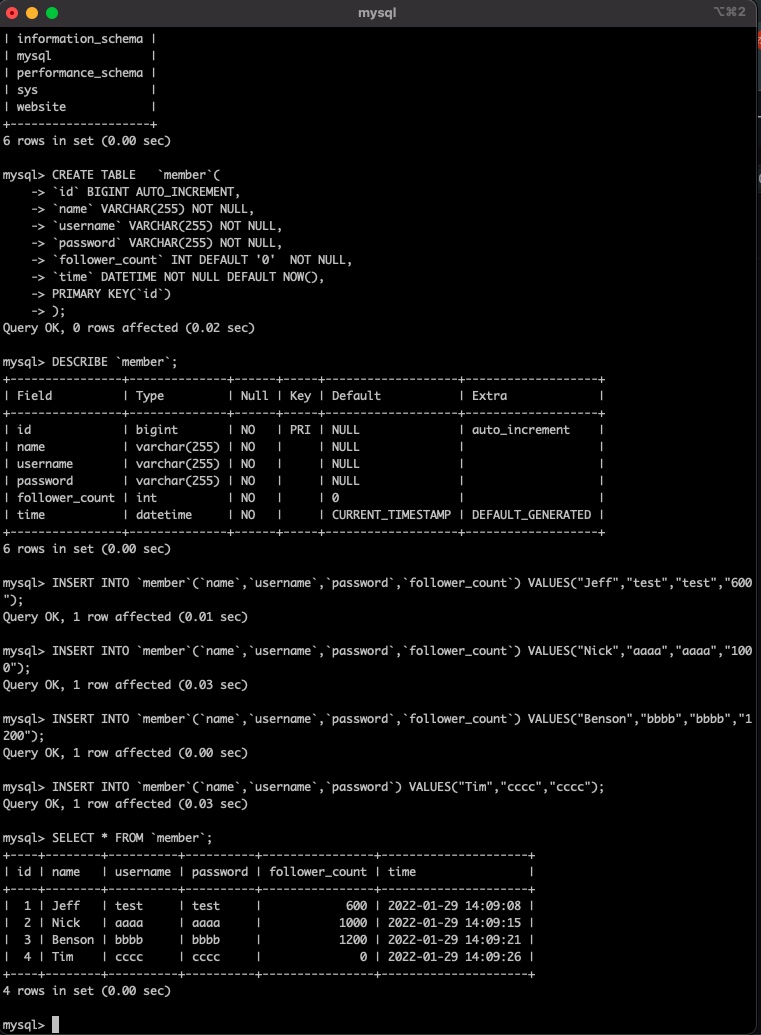 mysql
⌥⌘2
| information_schema |
| mysql              |
| performance_schema |
| sys                |
| website            |
+--------------------+
6 rows in set (0.00 sec)
mysql> CREATE TABLE   `member`(
    -> `id` BIGINT AUTO_INCREMENT,
    -> `name` VARCHAR(255) NOT NULL,
    -> `username` VARCHAR(255) NOT NULL,
    -> `password` VARCHAR(255) NOT NULL,
    -> `follower_count` INT DEFAULT '0'  NOT NULL,
    -> `time` DATETIME NOT NULL DEFAULT NOW(),
    -> PRIMARY KEY(`id`)
    -> );
Query OK, 0 rows affected (0.02 sec)
mysql> DESCRIBE `member`;
+----------------+--------------+------+-----+-------------------+-------------------+
| Field          | Type         | Null | Key | Default           | Extra             |
+----------------+--------------+------+-----+-------------------+-------------------+
| id             | bigint       | NO   | PRI | NULL              | auto_increment    |
| name           | varchar(255) | NO   |     | NULL              |                   |
| username       | varchar(255) | NO   |     | NULL              |                   |
| password       | varchar(255) | NO   |     | NULL              |                   |
| follower_count | int          | NO   |     | 0                 |                   |
| time           | datetime     | NO   |     | CURRENT_TIMESTAMP | DEFAULT_GENERATED |
+----------------+--------------+------+-----+-------------------+-------------------+
6 rows in set (0.00 sec)
mysql> INSERT INTO `member`(`name`,`username`,`password`,`follower_count`) VALUES("Jeff","test","test","600
");
Query OK, 1 row affected (0.01 sec)
mysql> INSERT INTO `member`(`name`,`username`,`password`,`follower_count`) VALUES("Nick","aaaa","aaaa","100
0");
Query OK, 1 row affected (0.03 sec)
mysql> INSERT INTO `member`(`name`,`username`,`password`,`follower_count`) VALUES("Benson","bbbb","bbbb","1
200");
Query OK, 1 row affected (0.00 sec)
mysql> INSERT INTO `member`(`name`,`username`,`password`) VALUES("Tim","cccc","cccc");
Query OK, 1 row affected (0.03 sec)
mysql> SELECT * FROM `member`;
+----+--------+----------+----------+----------------+---------------------+
| id | name   | username | password | follower_count | time                |
+----+--------+----------+----------+----------------+---------------------+
|  1 | Jeff   | test     | test     |            600 | 2022-01-29 14:09:08 |
|  2 | Nick   | aaaa     | aaaa     |           1000 | 2022-01-29 14:09:15 |
|  3 | Benson | bbbb     | bbbb     |           1200 | 2022-01-29 14:09:21 |
|  4 | Tim    | cccc     | cccc     |              0 | 2022-01-29 14:09:26 |
+----+--------+----------+----------+----------------+---------------------+
4 rows in set (0.00 sec)
mysql>